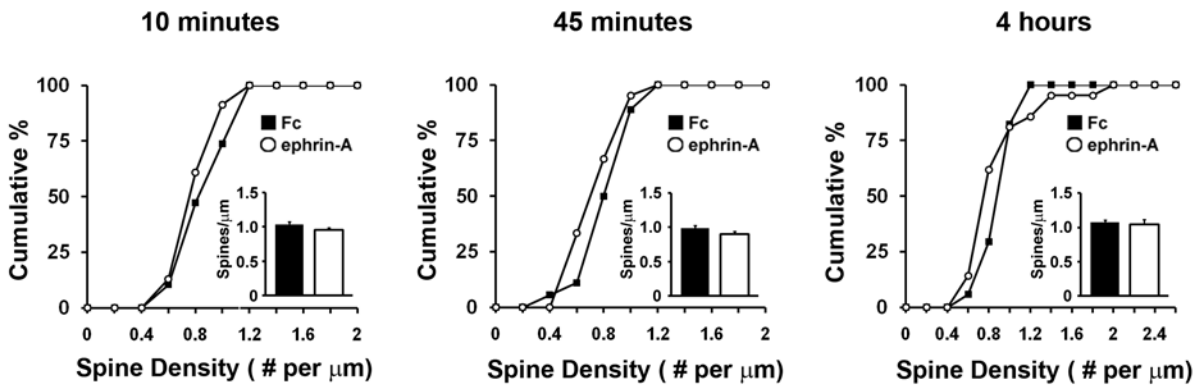 10 minutes
45 minutes
4 hours
100
75
50
25
0
Cumulative %
Fc
ephrin-A
1.5
1.0
0.5
0
Spines/μm
0 0.4 0.8 1.2 1.6 2
Spine Density ( # per μm)
100
75
50
25
0
Cumulative %
Fc
ephrin-A
1.5
1.0
0.5
0
Spines/μm
0 0.4 0.8 1.2 1.6 2
Spine Density ( # per μm)
100
75
50
25
0
Cumulative %
Fc
ephrin-A
1.5
1.0
0.5
0
Spines/μm
0 0.4 0.8 1.2 1.6 2 2.4
Spine Density ( # per μm)